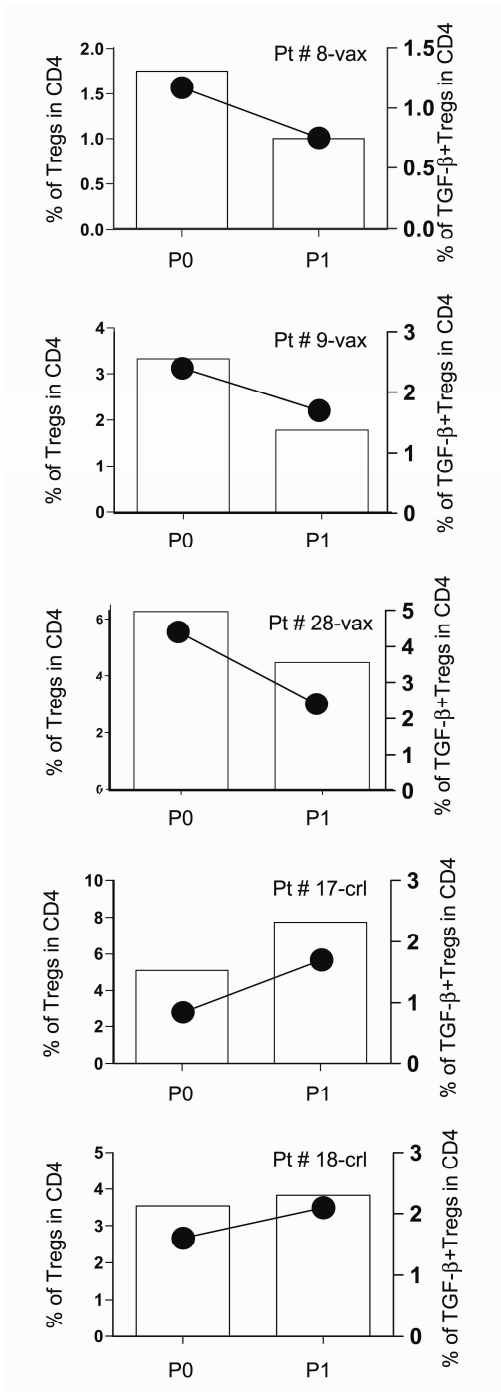 Pt # 8-vax
% of Tregs in CD4
2.0
1.5
1.0
0.5
0.0
1.5
1.0
0.5
0.0
% of TGF-β+Tregs in CD4
P0 P1
Pt # 9-vax
% of Tregs in CD4
4
3
2
1
0
3
2
1
0
% of TGF-β+Tregs in CD4
P0 P1
Pt # 28-vax
% of Tregs in CD4
6
4
2
0
5
4
3
2
1
0
% of TGF-β+Tregs in CD4
P0 P1
Pt # 17-crl
% of Tregs in CD4
10
8
6
4
2
0
3
2
1
0
% of TGF-β+Tregs in CD4
P0 P1
Pt # 18-crl
% of Tregs in CD4
5
4
3
2
1
0
3
2
1
0
% of TGF-β+Tregs in CD4
P0 P1